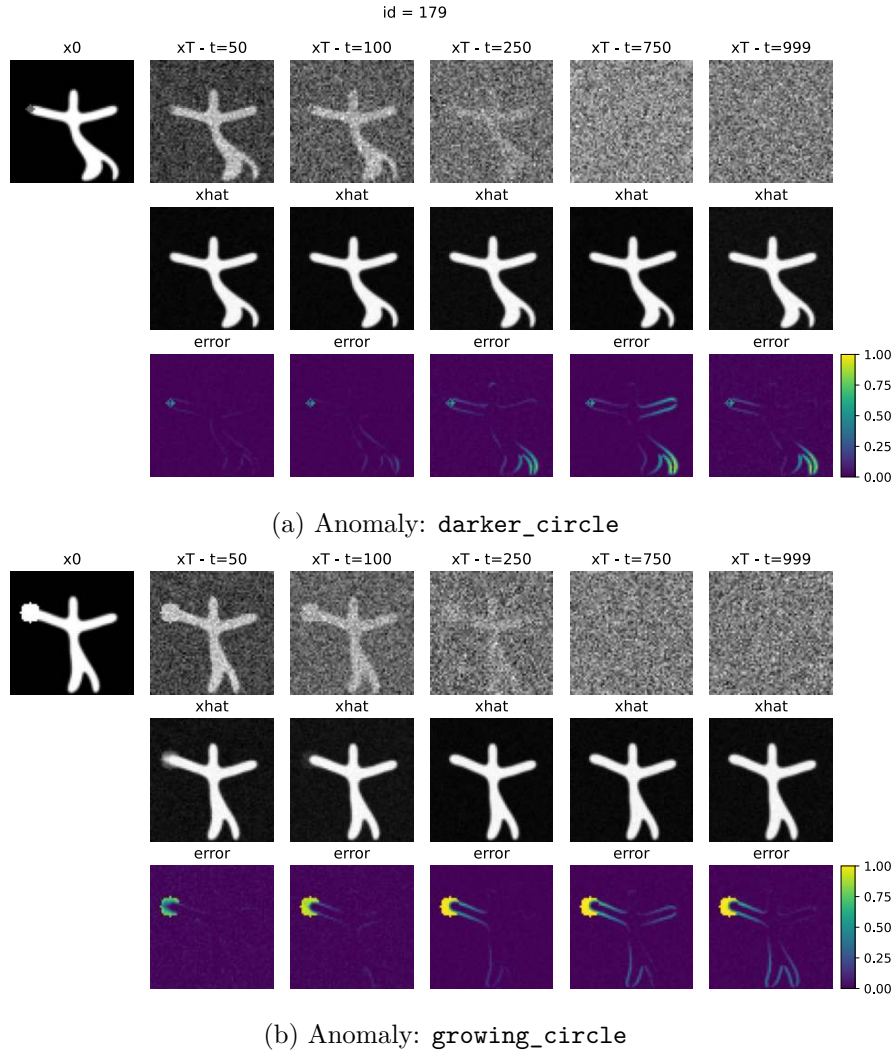 id = 179
x0 xT - t=50 xT - t=100 xT - t=250 xT - t=750 xT - t=999
xhat xhat xhat xhat xhat
error error error error error
1.00
0.75
0.50
0.25
0.00
(a) Anomaly: darker_circle
x0 xT - t=50 xT - t=100 xT - t=250 xT - t=750 xT - t=999
xhat xhat xhat xhat xhat
error error error error error
1.00
0.75
0.50
0.25
0.00
(b) Anomaly: growing_circle